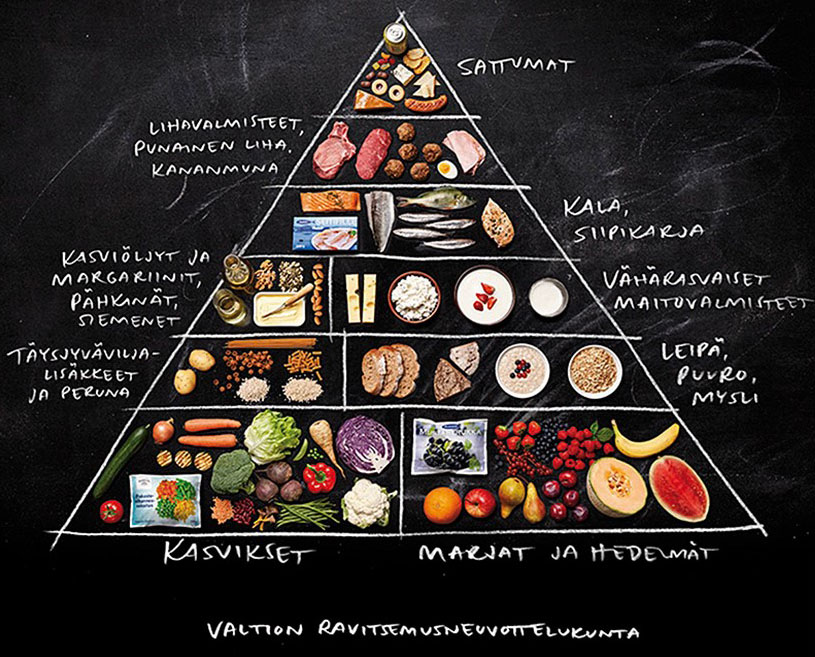 SATTUMAT
LIHAVALMISTEET,
PUNAINEN LIHA,
KANANMUNA
KALA,
SIIPIKARJA
KASVIÖLJYT JA
MARGARIINIT,
PÄHKINÄT,
SIEMENET
VÄHÄRASVAISET
MAITOVALMISTEET
TÄYSJYVÄVILJA-
LISÄKKEET
JA PERUNA
LEIPÄ,
PUURO,
MYSLI
KASVIKSET
MARJAT JA HEDELMÄT
VALTION RAVITSEMUSNEUVOTTELUKUNTA